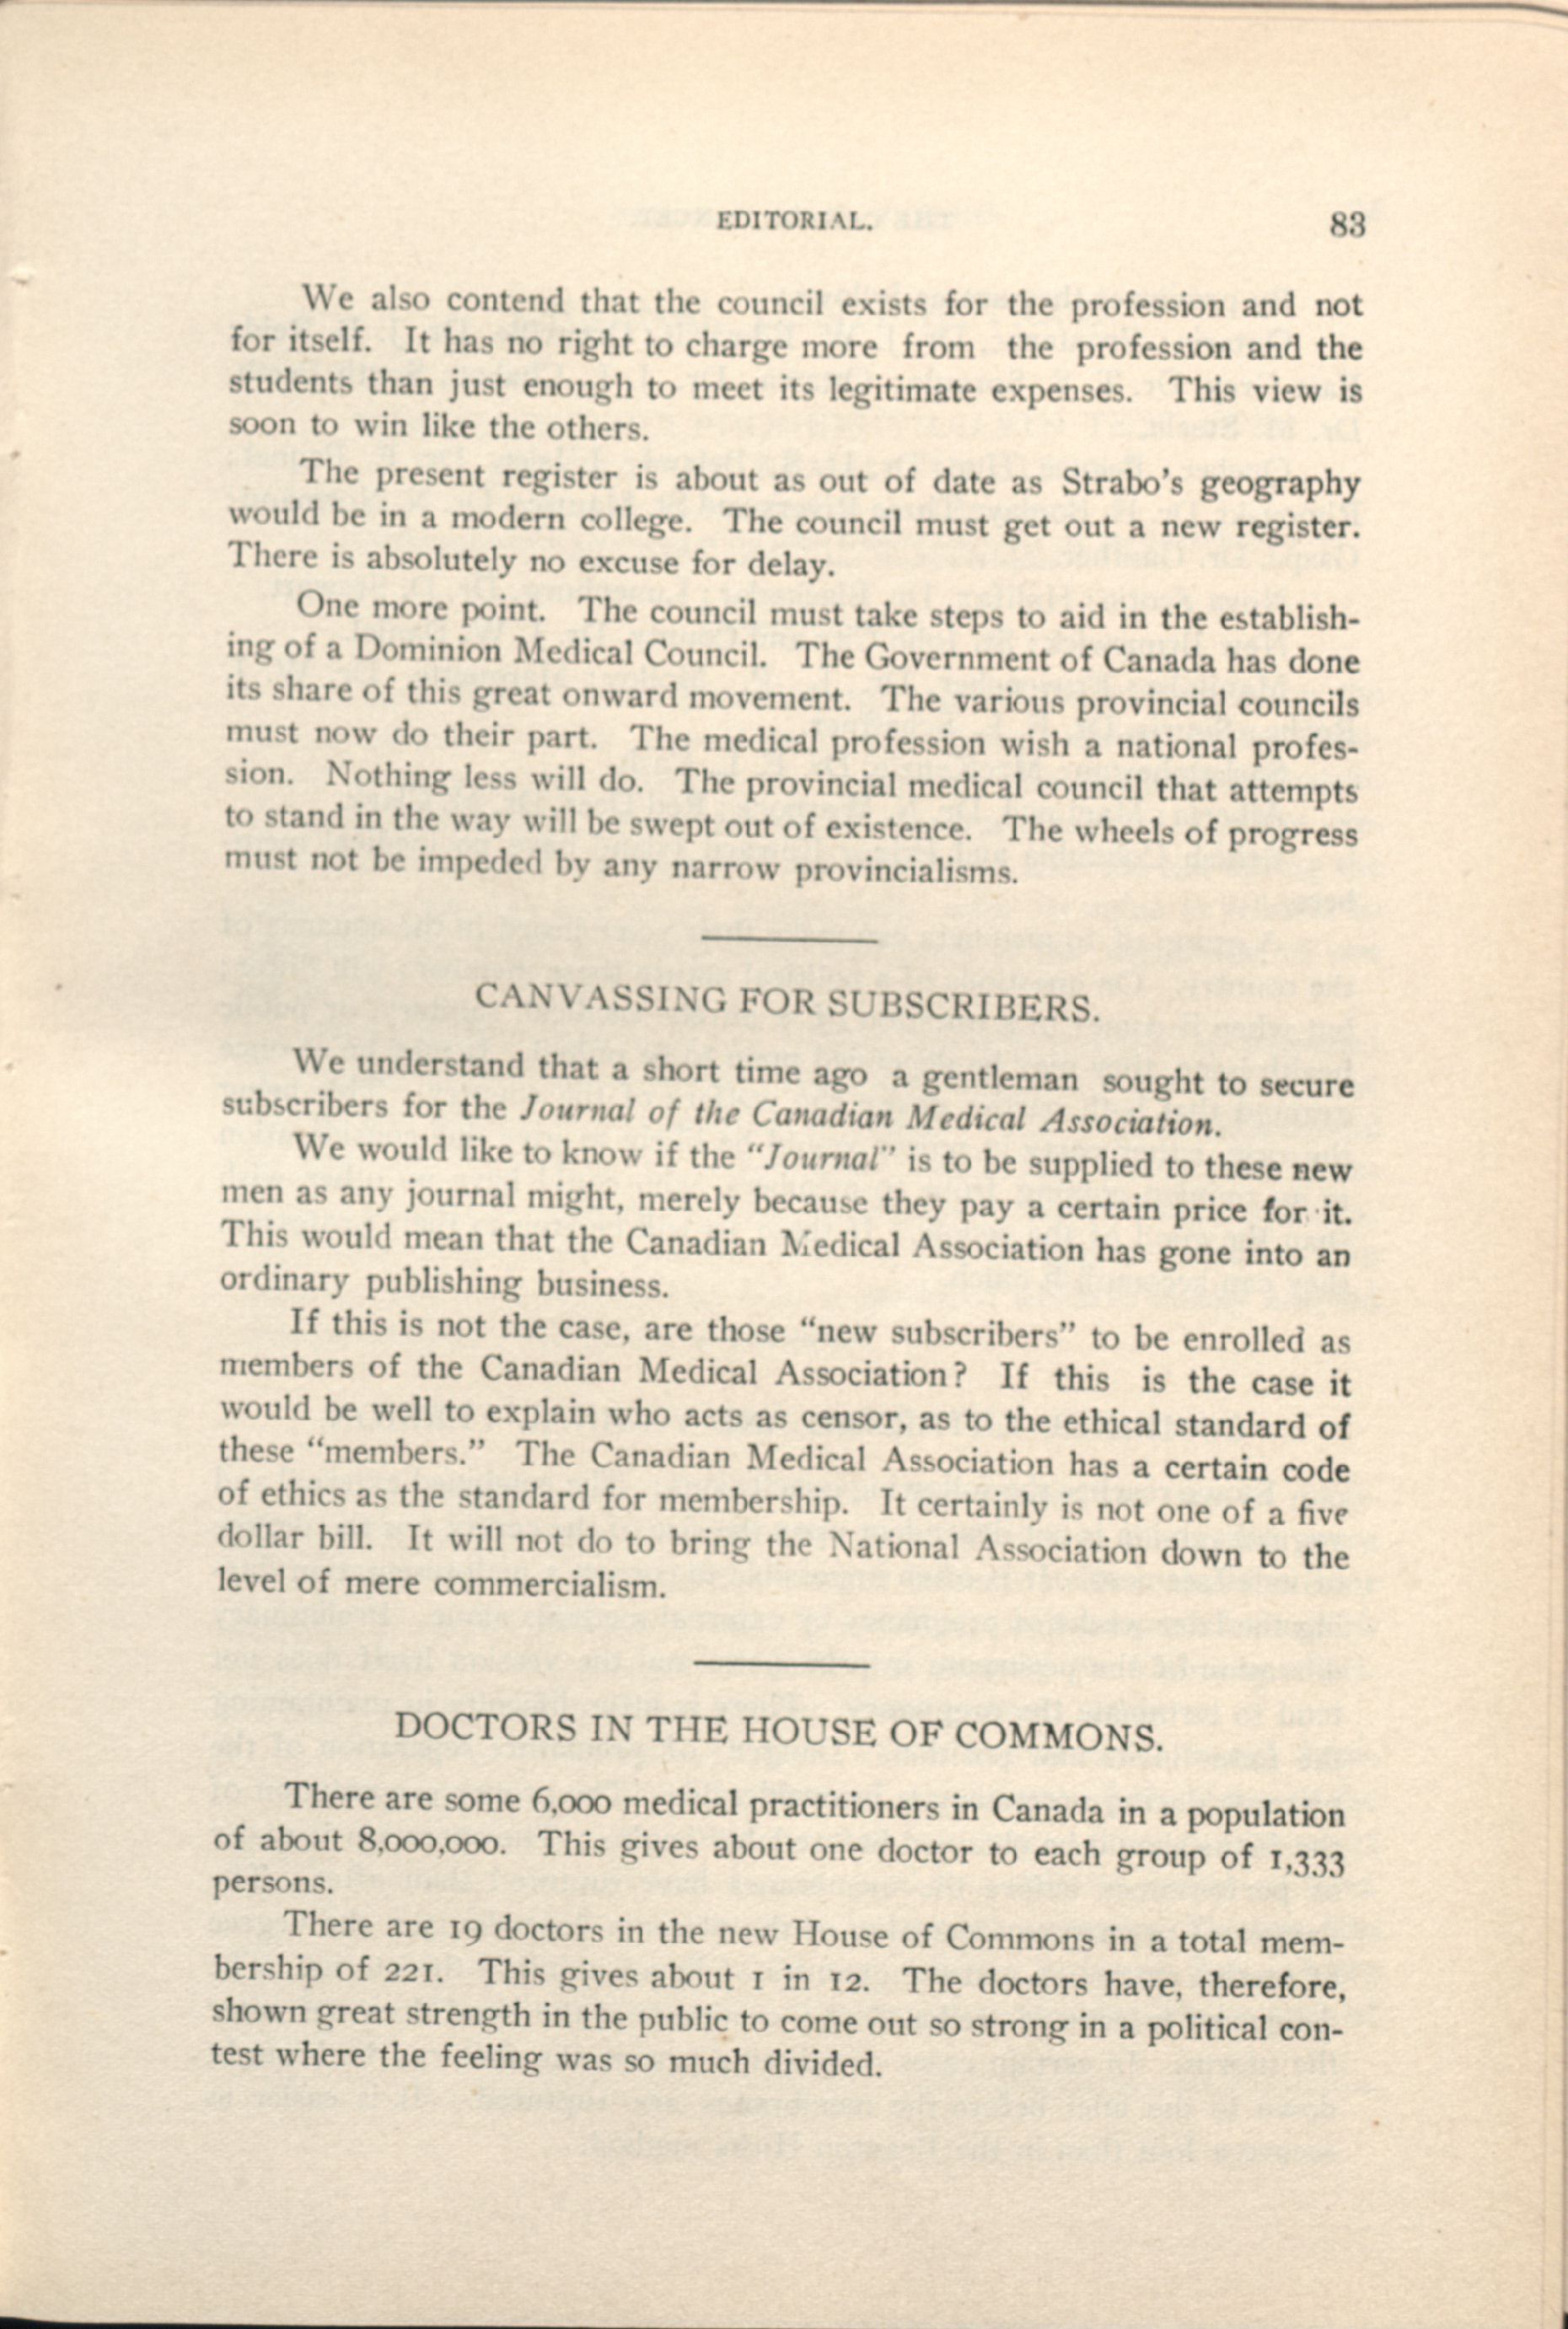 EDITORIAL. 83
We also contend that the council exists for the profession and not
for itself. It has no right to charge more from the profession and the
students than just enough to meet its legitimate expenses. This view is
soon to win like the others.
The present register is about as out of date as Strabo's geography
would be in a modern college. The council must get out a new register.
There is absolutely no excuse for delay.
One more point. The council must take steps to aid in the establish-
ing of a Dominion Medical Council. The Government of Canada has done
its share of this great onward movement. The various provincial councils
must now do their part. The medical profession wish a national profes-
sion. Nothing less will do. The provincial medical council that attempts
to stand in the way will be swept out of existence. The wheels of progress
must not be impeded by any narrow provincialisms.
CANVASSING FOR SUBSCRIBERS.
We understand that a short time ago a gentleman sought to secure
subscribers for the Journal of the Canadian Medical Association.
We would like to know if the "Journal" is to be supplied to these new
men as any journal might, merely because they pay a certain price for it.
This would mean that the Canadian Medical Association has gone into an
ordinary publishing business.
If this is not the case, are those "new subscribers" to be enrolled as
members of the Canadian Medical Association? If this is the case it
would be well to explain who acts as censor, as to the ethical standard of
these "members." The Canadian Medical Association has a certain code
of ethics as the standard for membership. It certainly is not one of a five
dollar bill. It will not do to bring the National Association down to the
level of mere commercialism.
DOCTORS IN THE HOUSE OF COMMONS.
There are some 6,000 medical practitioners in Canada in a population
of about 8,000,000. This gives about one doctor to each group of 1,333
persons.
There are 19 doctors in the new House of Commons in a total mem-
bership of 221. This gives about 1 in 12. The doctors have, therefore,
shown great strength in the public to come out so strong in a political con-
test where the feeling was so much divided.